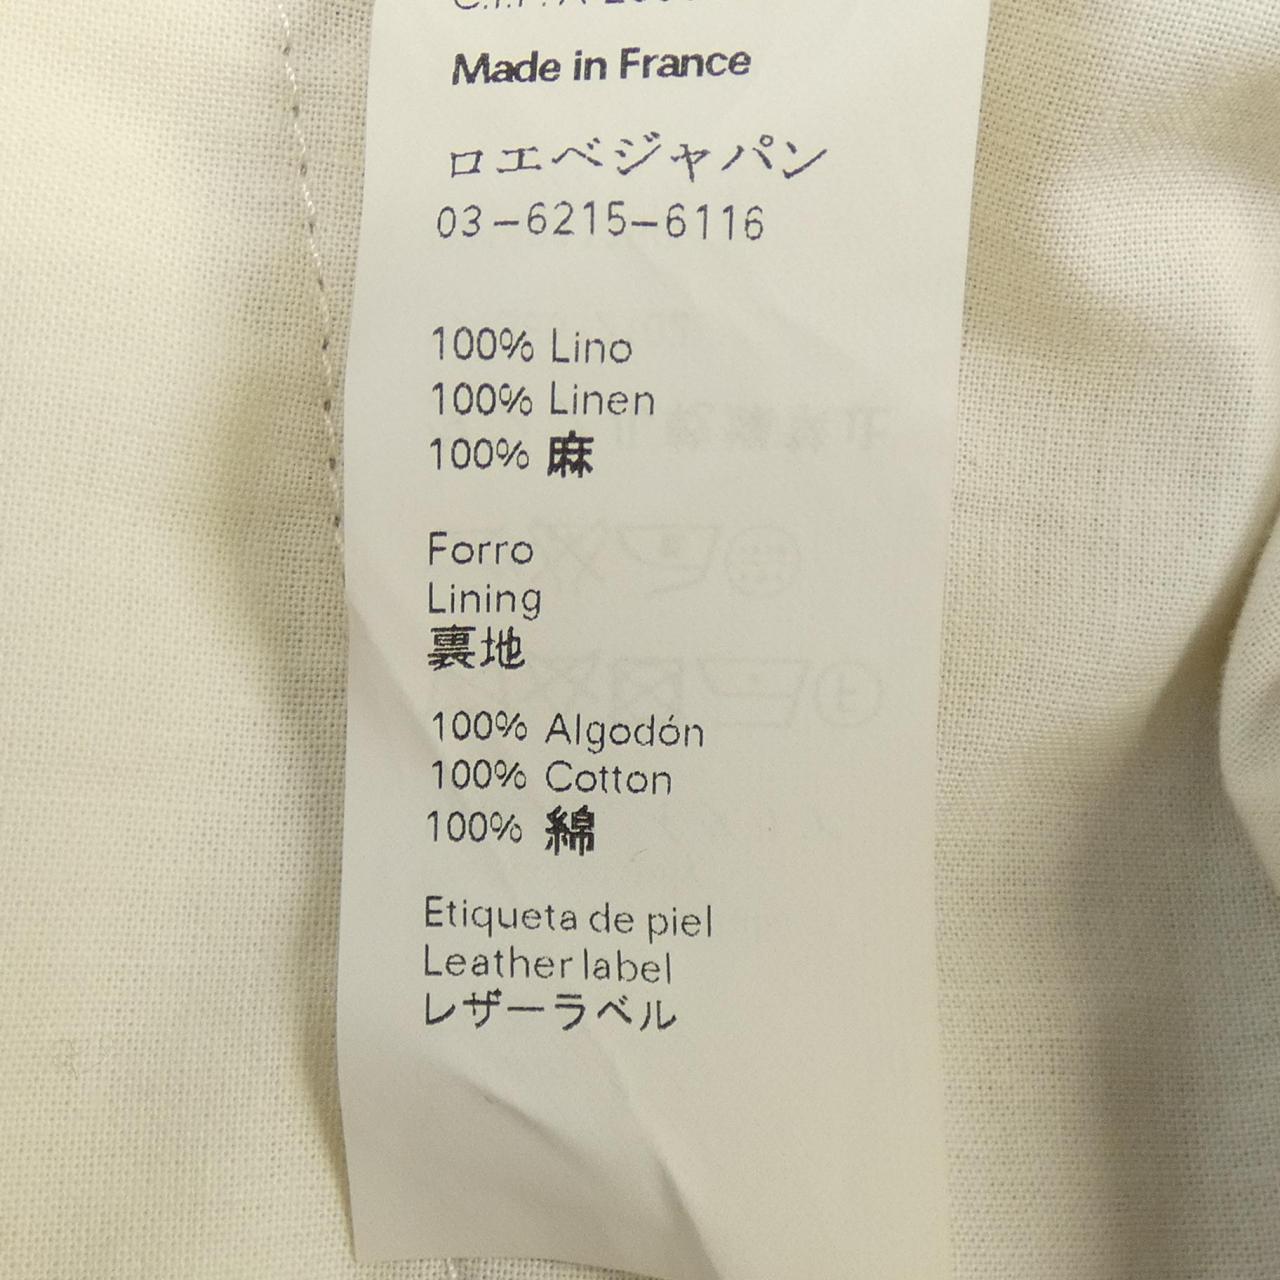 Made in France
ロエベジャパン
03-6215-6116
100% Lino
100% Linen
100% 麻
Forro
Lining
裏地
100% Algodón
100% Cotton
100% 綿
Etiqueta de piel
Leather label
レザーラベル